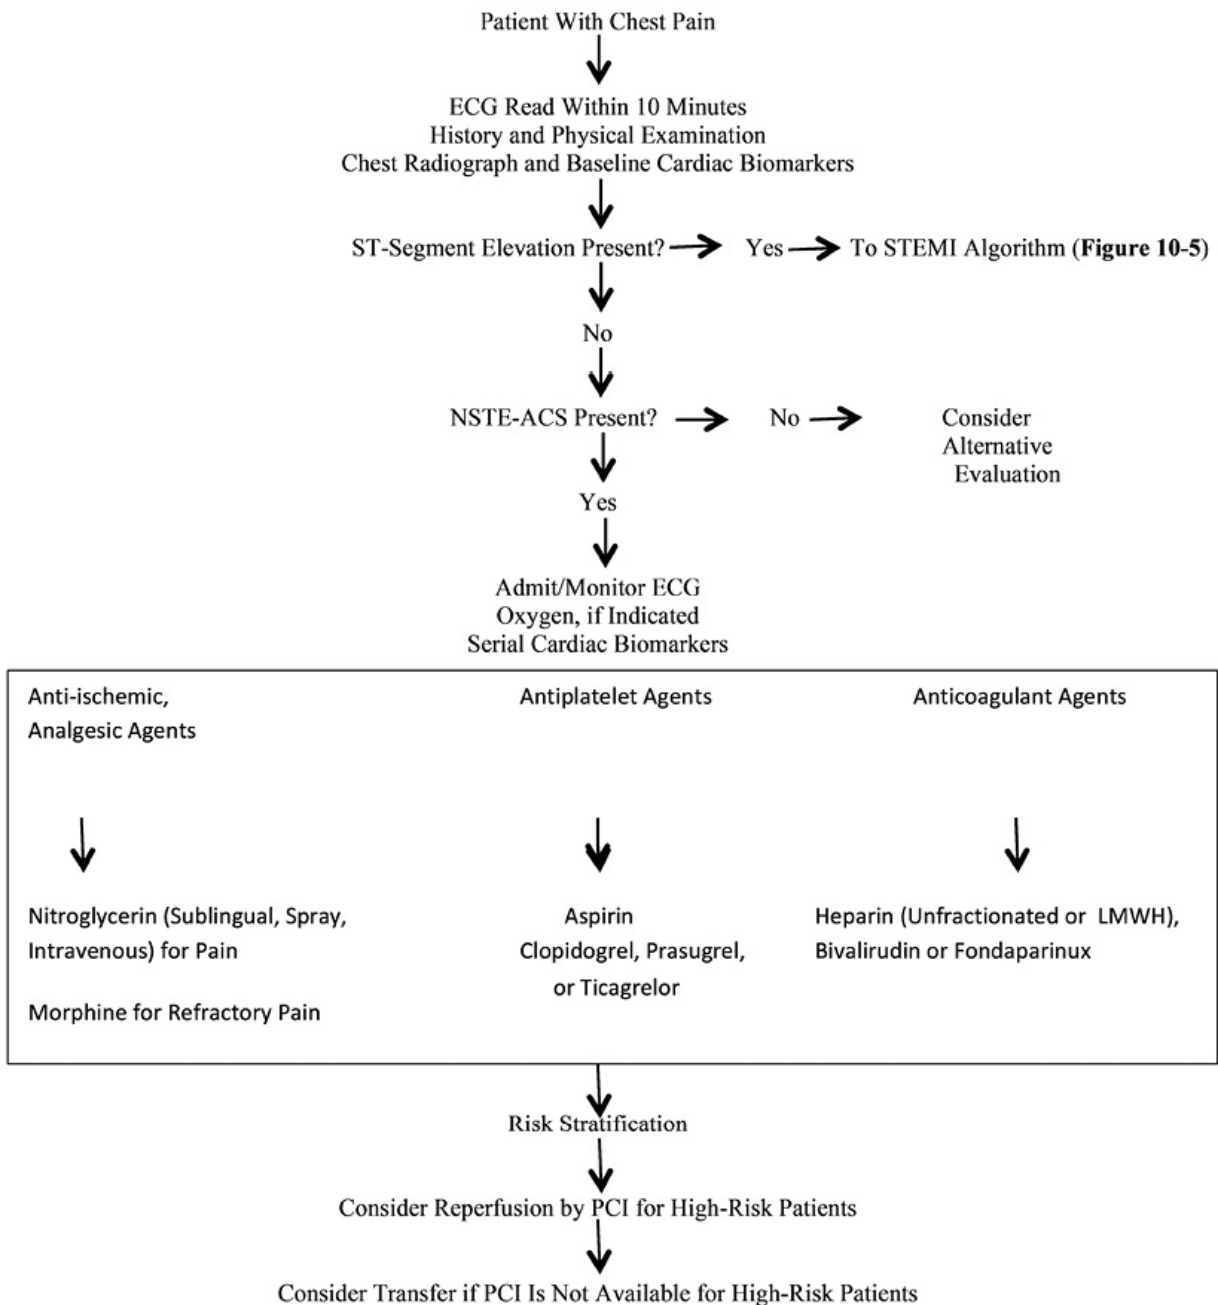 Patient With Chest Pain
ECG Read Within 10 Minutes
History and Physical Examination
Chest Radiograph and Baseline Cardiac Biomarkers
ST-Segment Elevation Present?
Yes
To STEMI Algorithm (Figure 10-5)
No
NSTE-ACS Present?
No
Consider
Alternative
Evaluation
Yes
Admit/Monitor ECG
Oxygen, if Indicated
Serial Cardiac Biomarkers
Anti-ischemic,
Analgesic Agents
Nitroglycerin (Sublingual, Spray,
Intravenous) for Pain
Morphine for Refractory Pain
Antiplatelet Agents
Aspirin
Clopidogrel, Prasugrel,
or Ticagrelor
Anticoagulant Agents
Heparin (Unfractionated or LMWH),
Bivalirudin or Fondaparinux
Risk Stratification
Consider Reperfusion by PCI for High-Risk Patients
Consider Transfer if PCI Is Not Available for High-Risk Patients